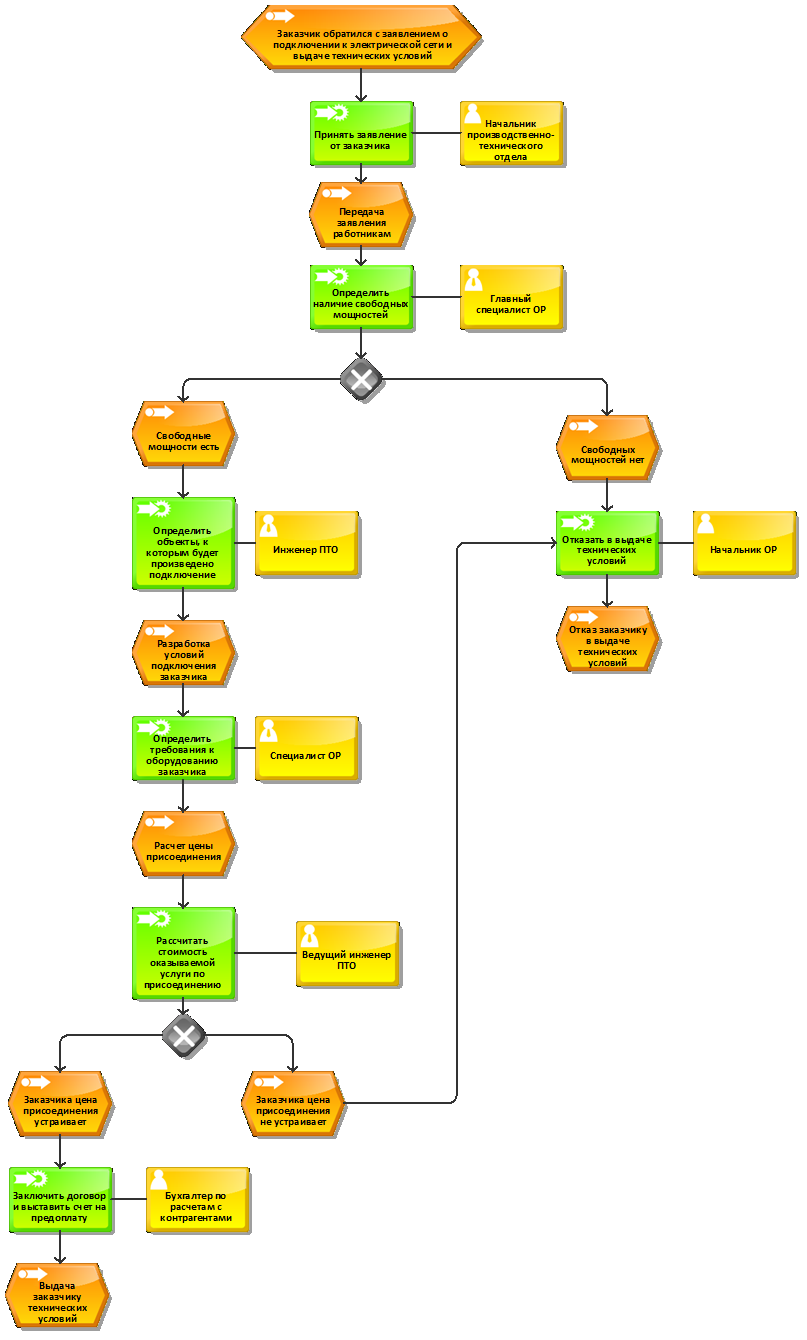 Заказчик обратился с заявлением о
подключении к электрической сети и
выдаче технических условий
Принять заявление
от заказчика
Начальник
производственно-
технического
отдела
Передача
заявления
работникам
Определить
наличие свободных
мощностей
Главный
специалист ОР
Свободные
мощности есть
Свободных
мощностей нет
Определить
объекты, к
которым будет
произведено
подключение
Инженер ПТО
Отказать в выдаче
технических
условий
Начальник ОР
Разработка
условий
подключения
заказчика
Отказ заказчику
в выдаче
технических
условий
Определить
требования к
оборудованию
заказчика
Специалист ОР
Расчет цены
присоединения
Рассчитать
стоимость
оказываемой
услуги по
присоединению
Ведущий инженер
ПТО
Заказчика цена
присоединения
устраивает
Заказчика цена
присоединения
не устраивает
Заключить договор
и выставить счет на
предоплату
Бухгалтер по
расчетам с
контрагентами
Выдача
заказчику
технических
условий